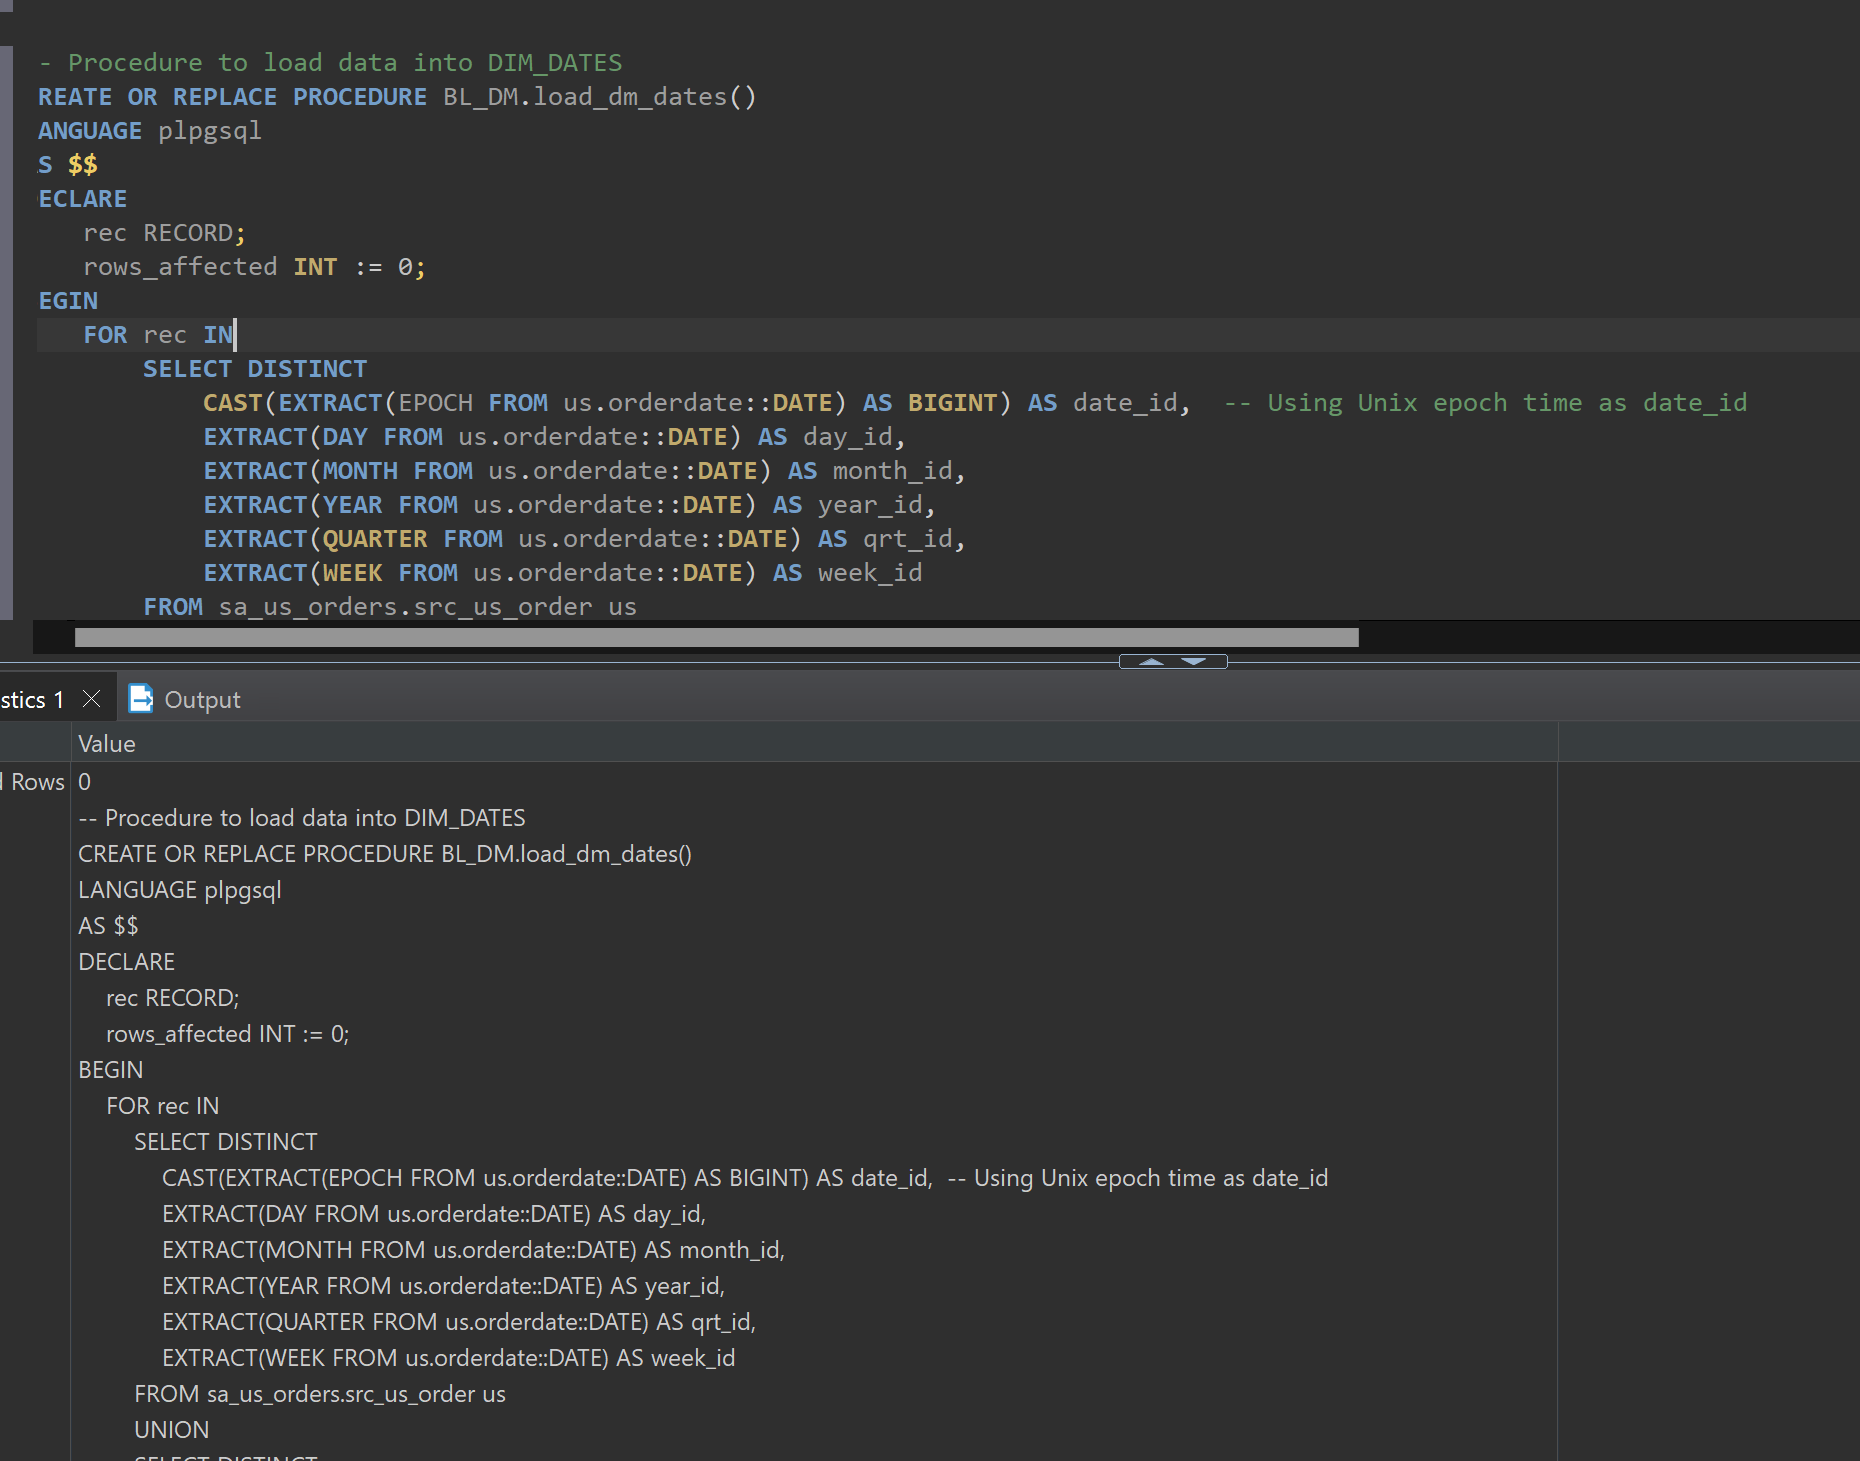 - Procedure to load data into DIM_DATES
REATE OR REPLACE PROCEDURE BL_DM.load_dm_dates()
ANGUAGE plpgsql
S $$
ECLARE
rec RECORD;
rows_affected INT := 0;
EGIN
FOR rec IN
SELECT DISTINCT
CAST(EXTRACT(EPOCH FROM us.orderdate::DATE) AS BIGINT) AS date_id,  -- Using Unix epoch time as date_id
EXTRACT(DAY FROM us.orderdate::DATE) AS day_id,
EXTRACT(MONTH FROM us.orderdate::DATE) AS month_id,
EXTRACT(YEAR FROM us.orderdate::DATE) AS year_id,
EXTRACT(QUARTER FROM us.orderdate::DATE) AS qrt_id,
EXTRACT(WEEK FROM us.orderdate::DATE) AS week_id
FROM sa_us_orders.src_us_order us
stics 1 Output
Value
Rows 0
-- Procedure to load data into DIM_DATES
CREATE OR REPLACE PROCEDURE BL_DM.load_dm_dates()
LANGUAGE plpgsql
AS $$
DECLARE
rec RECORD;
rows_affected INT := 0;
BEGIN
FOR rec IN
SELECT DISTINCT
CAST(EXTRACT(EPOCH FROM us.orderdate::DATE) AS BIGINT) AS date_id,  -- Using Unix epoch time as date_id
EXTRACT(DAY FROM us.orderdate::DATE) AS day_id,
EXTRACT(MONTH FROM us.orderdate::DATE) AS month_id,
EXTRACT(YEAR FROM us.orderdate::DATE) AS year_id,
EXTRACT(QUARTER FROM us.orderdate::DATE) AS qrt_id,
EXTRACT(WEEK FROM us.orderdate::DATE) AS week_id
FROM sa_us_orders.src_us_order us
UNION
SELECT DISTINCT